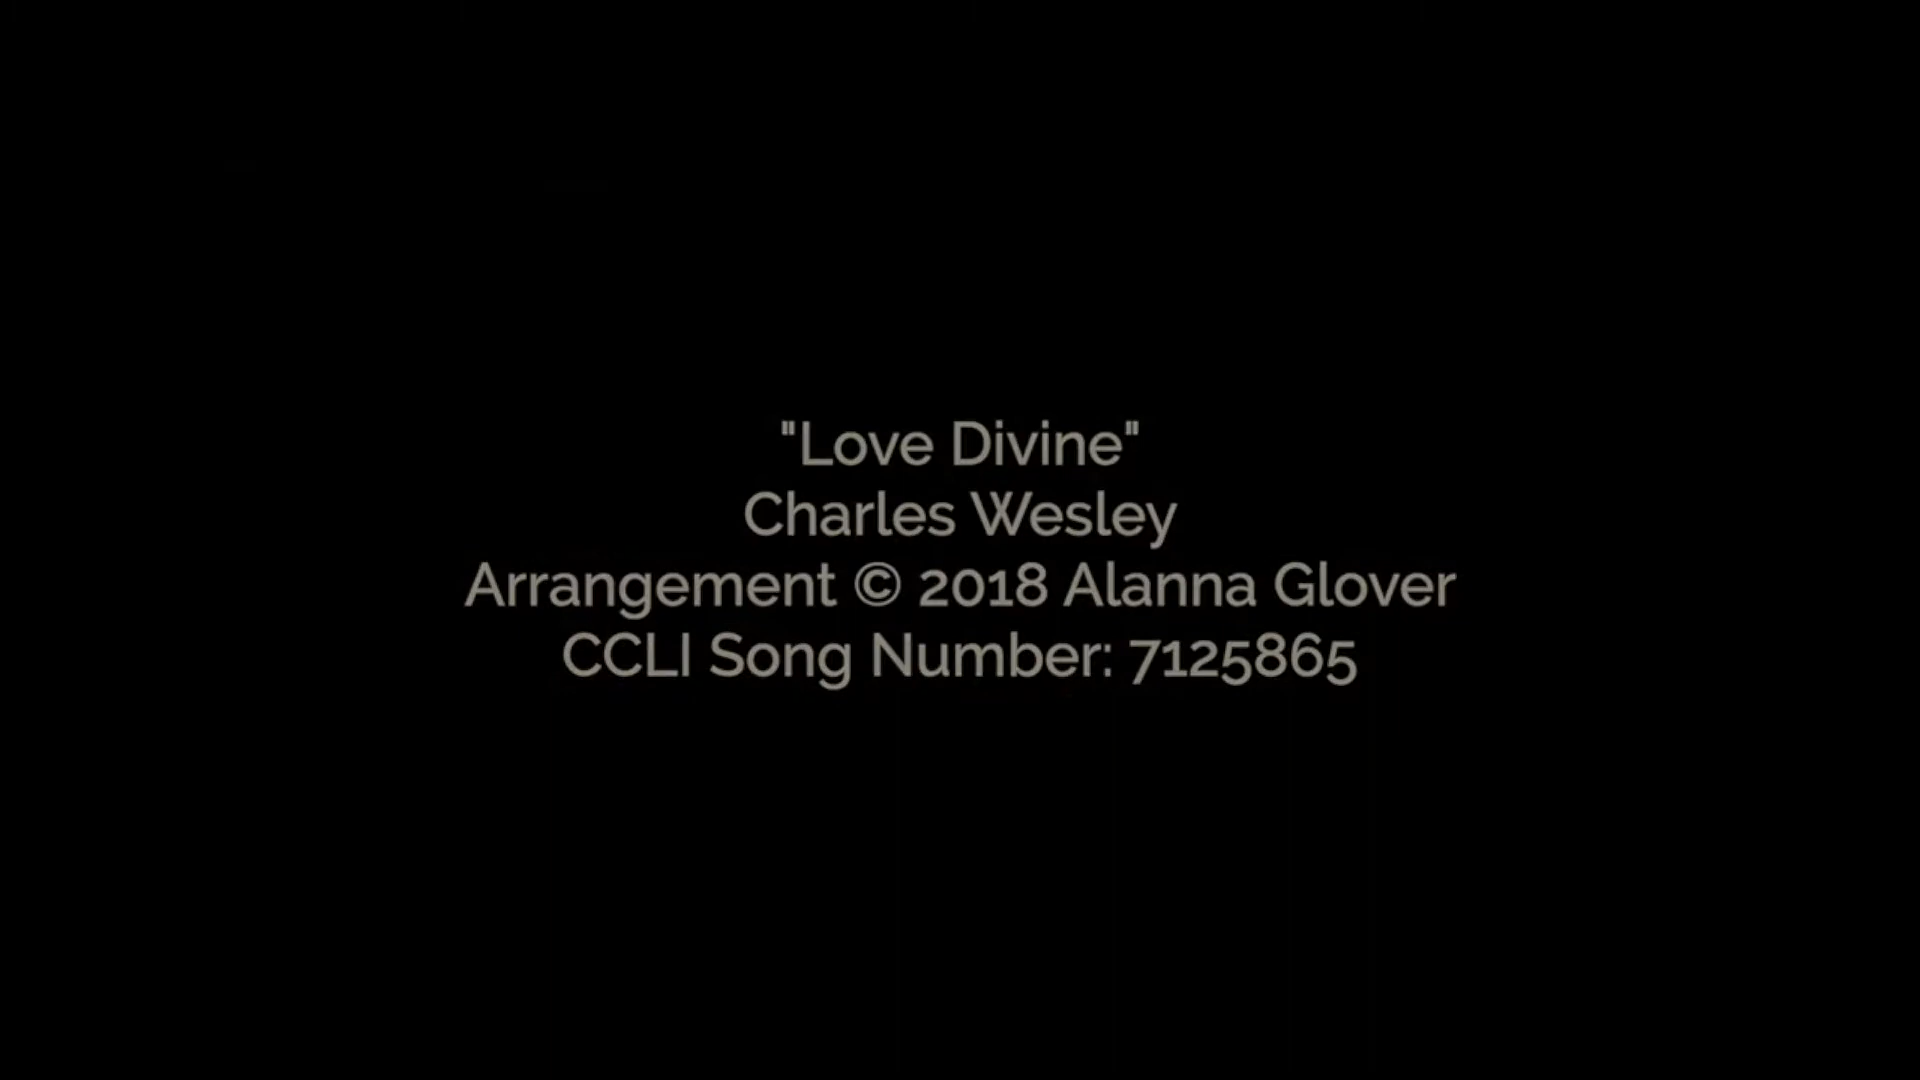 "Love Divine"
Charles Wesley
Arrangement © 2018 Alanna Glover
CCLI Song Number: 7125865